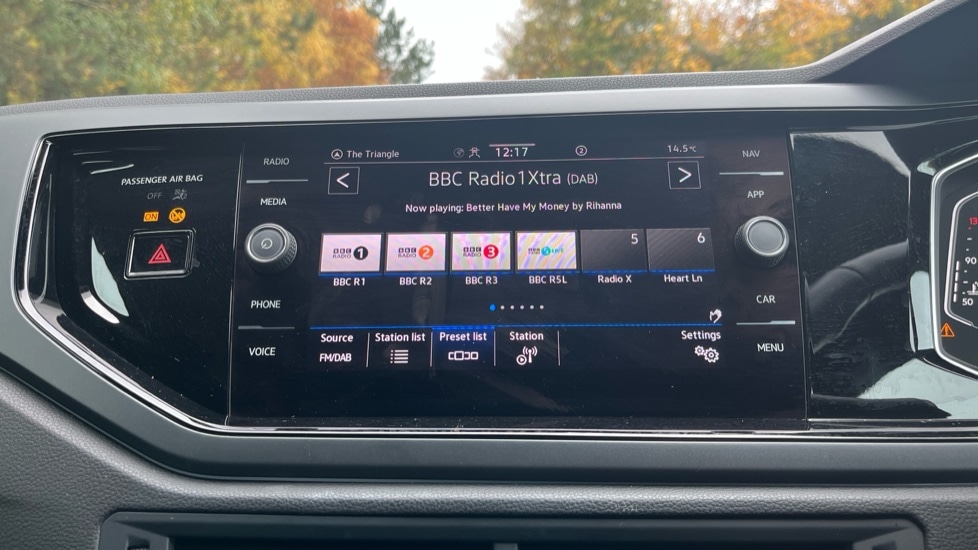 PASSENGER AIR BAG
OFF
ON
RADIO
MEDIA
PHONE
VOICE
The Triangle
12:17
2
14.5°C
BBC Radio 1Xtra (DAB)
Now playing: Better Have My Money by Rihanna
BBC RADIO 1
BBC RADIO 2
BBC RADIO 3
5
6
BBC R1
BBC R2
BBC R3
BBC R5L
Radio X
Heart Ln
Source
Station list
Preset list
Station
Settings
FM/DAB
NAV
APP
CAR
MENU
90
50